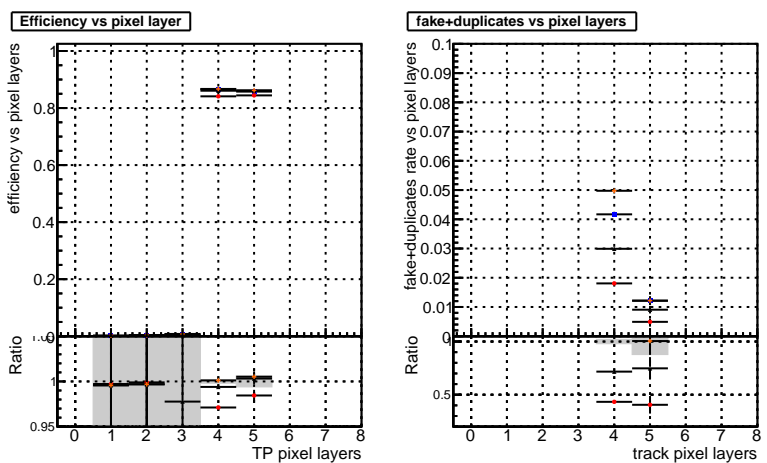 Efficiency vs pixel layer
efficiency vs pixel layers
1
0.8
0.6
0.4
0.2
0
Ratio
1
0.95
0 1 2 3 4 5 6 7 8
TP pixel layers
fake+duplicates vs pixel layers
fake+duplicates rate vs pixel layers
0.1
0.09
0.08
0.07
0.06
0.05
0.04
0.03
0.02
0.01
0
Ratio
1
0.5
0 1 2 3 4 5 6 7 8
track pixel layers